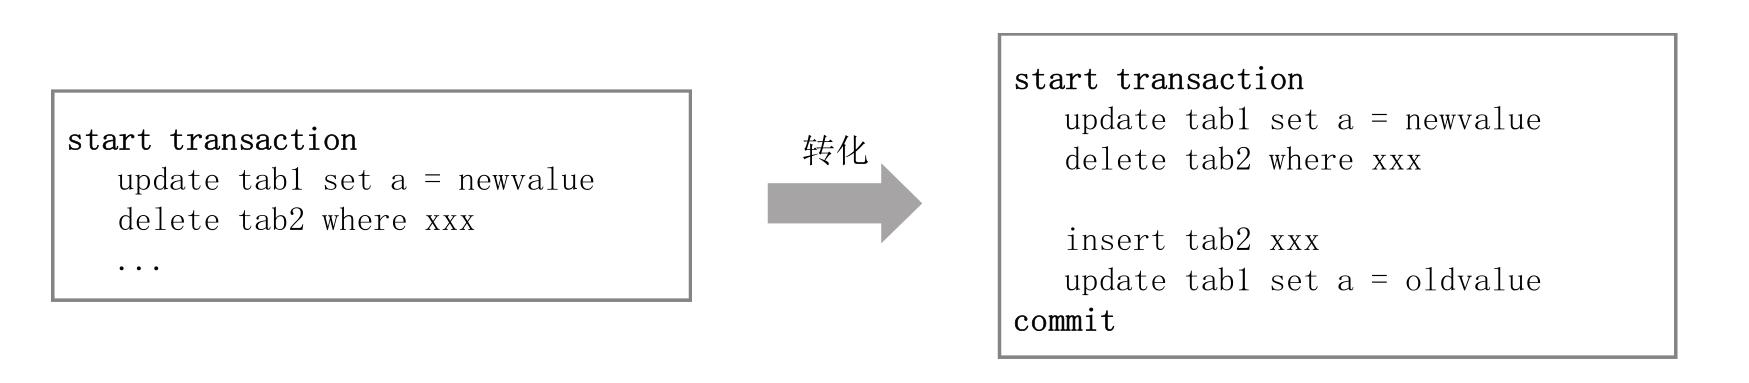 start transaction
update tab1 set a = newvalue
delete tab2 where xxx
...
转化
start transaction
update tab1 set a = newvalue
delete tab2 where xxx
insert tab2 xxx
update tab1 set a = oldvalue
commit